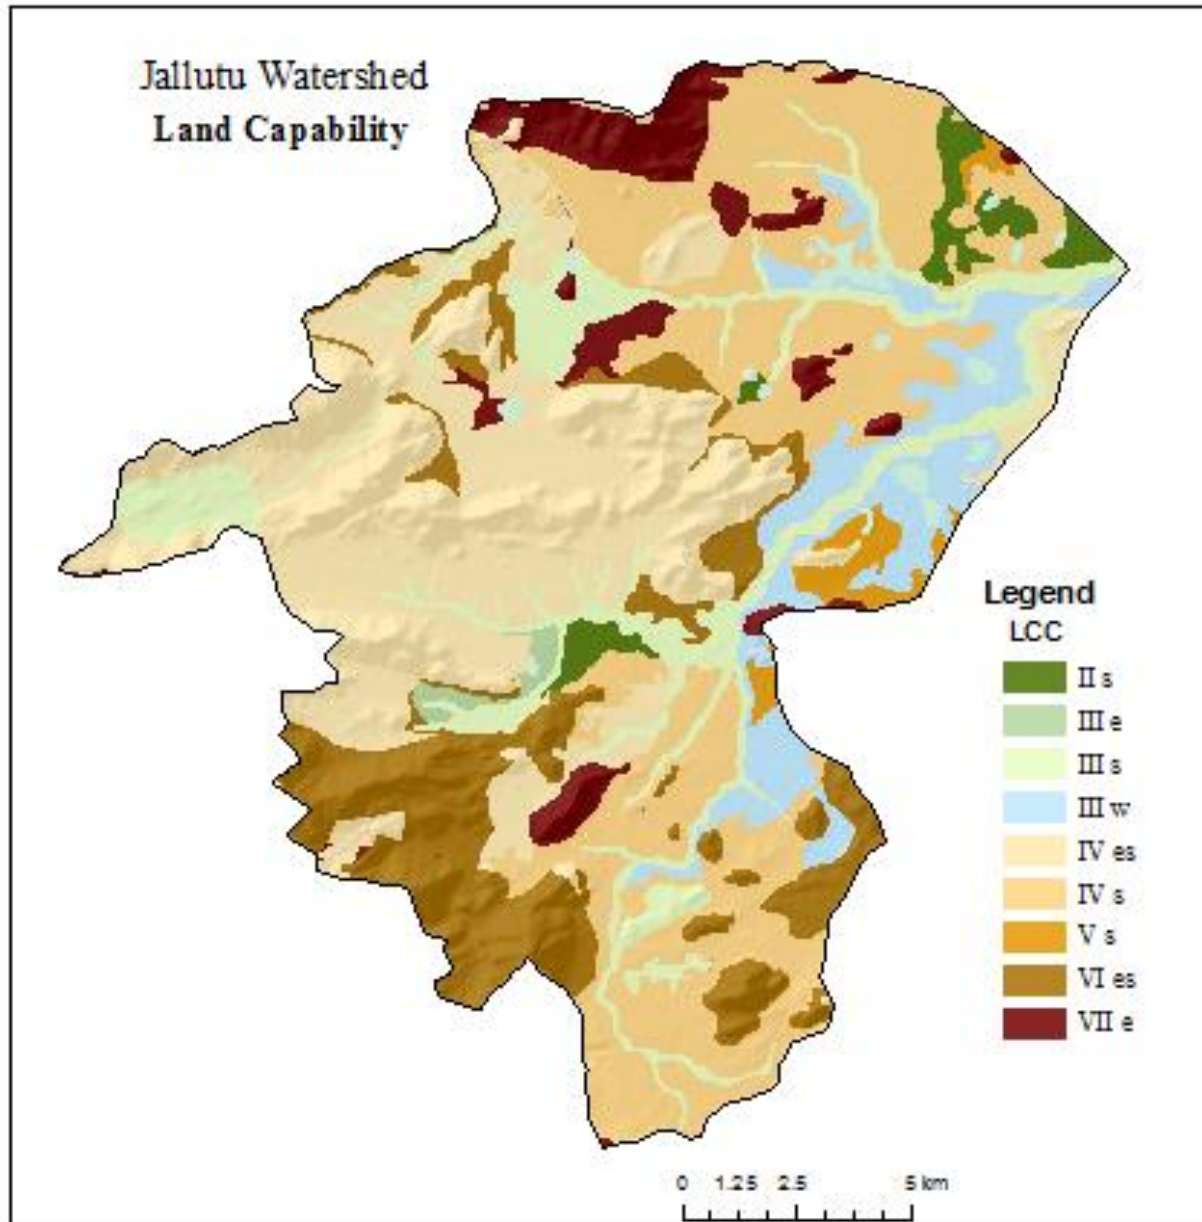 Jallutu Watershed
Land Capability
Legend
LCC
II s
III e
III s
III w
IV es
IV s
V s
VI es
VII e
0 1.25 2.5 5 km